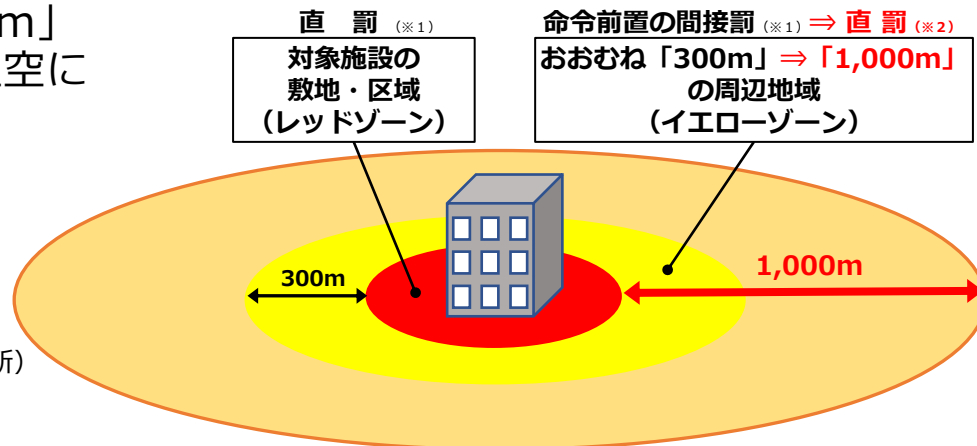 m」
空に
直 罰 (※1)
対象施設の
敷地・区域
（レッドゾーン）
命令前置の間接罰 (※1) ⇒ 直 罰 (※2)
おおむね「300m」⇒「1,000m」
の周辺地域
（イエローゾーン）
300m
1,000m
所）